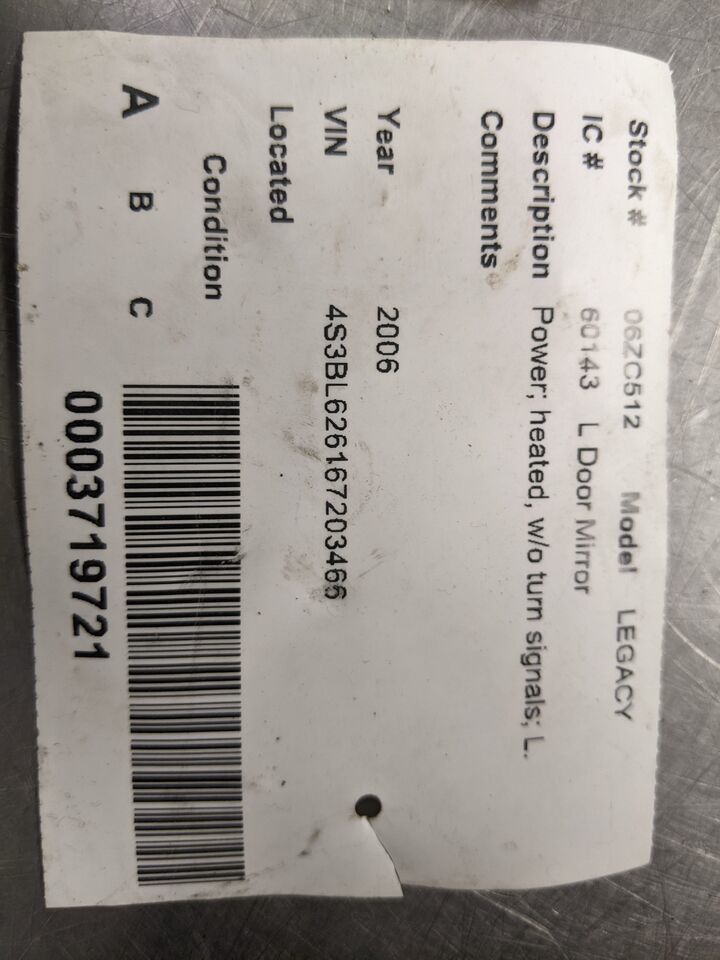 Stock # 06ZC512 Model LEGACY
IC # 60143 L Door Mirror
Description Power; heated, w/o turn signals; L.
Comments
Year 2006
VIN 4S3BL626167203466
Located
Condition
A B C
0003719721